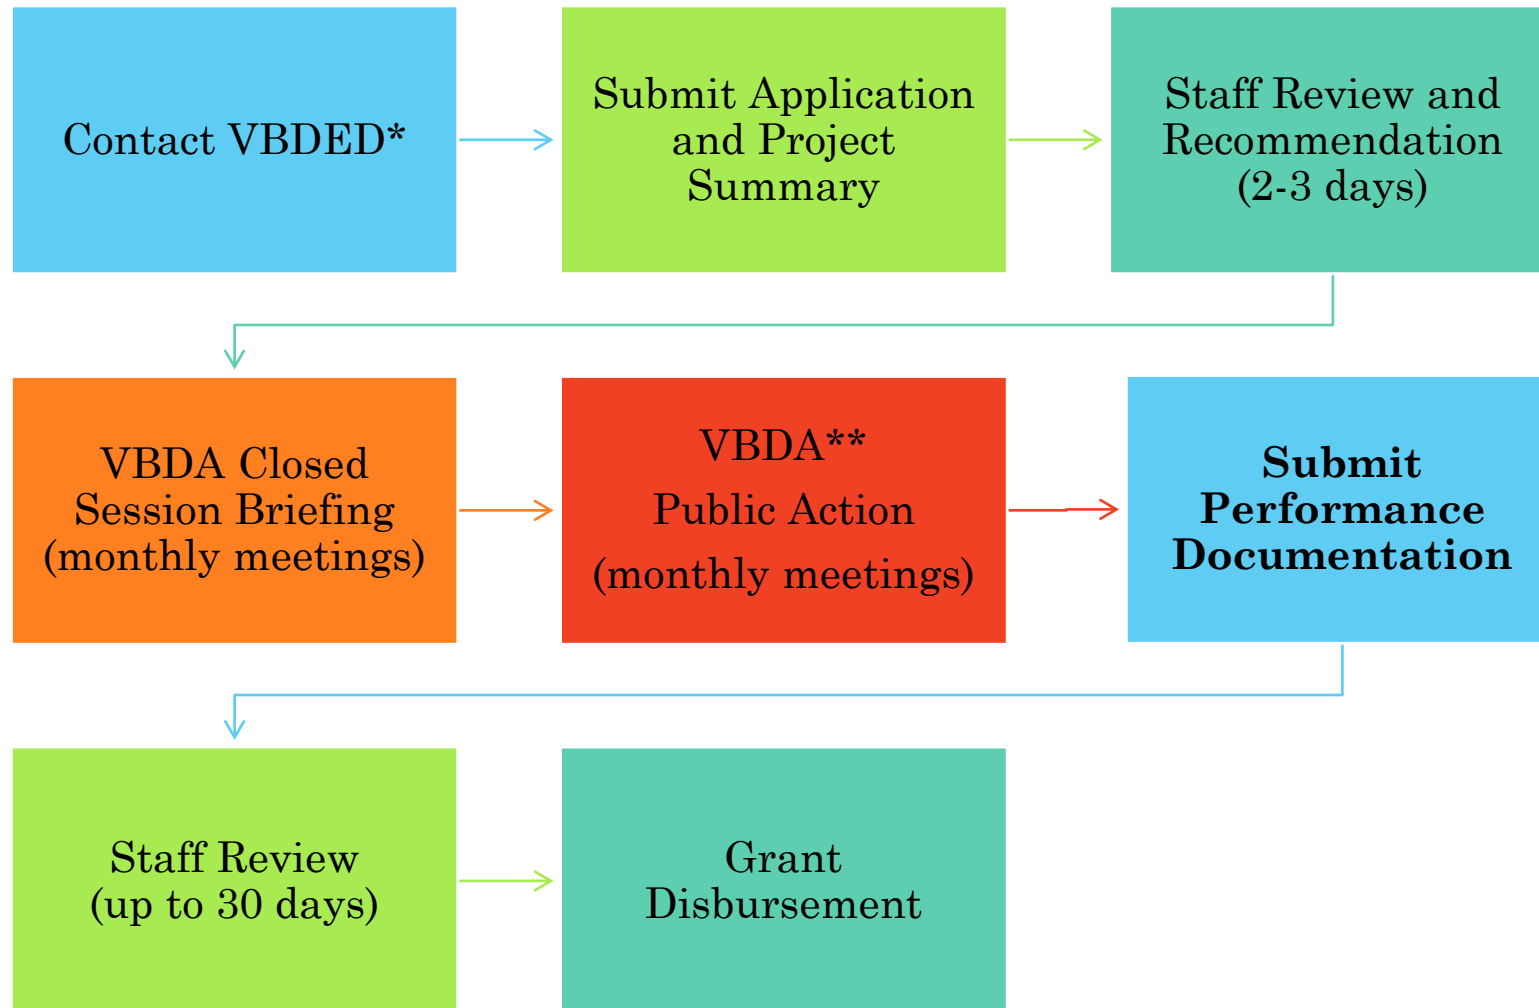 Contact VBDED*
Submit Application
and Project
Summary
Staff Review and
Recommendation
(2-3 days)
VBDA Closed
Session Briefing
(monthly meetings)
VBDA**
Public Action
(monthly meetings)
Submit
Performance
Documentation
Staff Review
(up to 30 days)
Grant
Disbursement